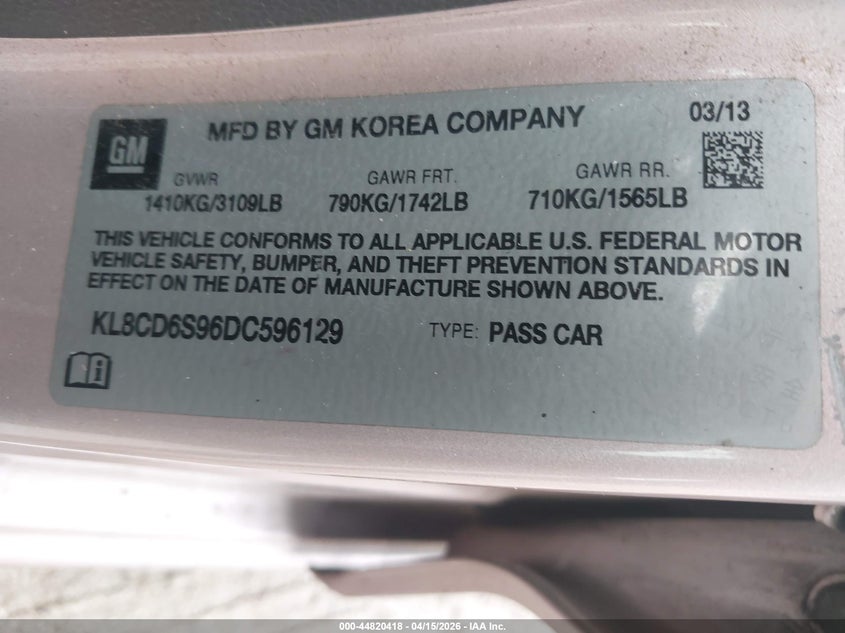 GM
MFD BY GM KOREA COMPANY
03/13
GVWR
GAWR FRT.
GAWR RR.
1410KG/3109LB
790KG/1742LB
710KG/1565LB
THIS VEHICLE CONFORMS TO ALL APPLICABLE U.S. FEDERAL MOTOR
VEHICLE SAFETY, BUMPER, AND THEFT PREVENTION STANDARDS IN
EFFECT ON THE DATE OF MANUFACTURE SHOWN ABOVE.
KL8CD6S96DC596129
TYPE: PASS CAR
000-44820418 - 04/15/2026 - IAA Inc.